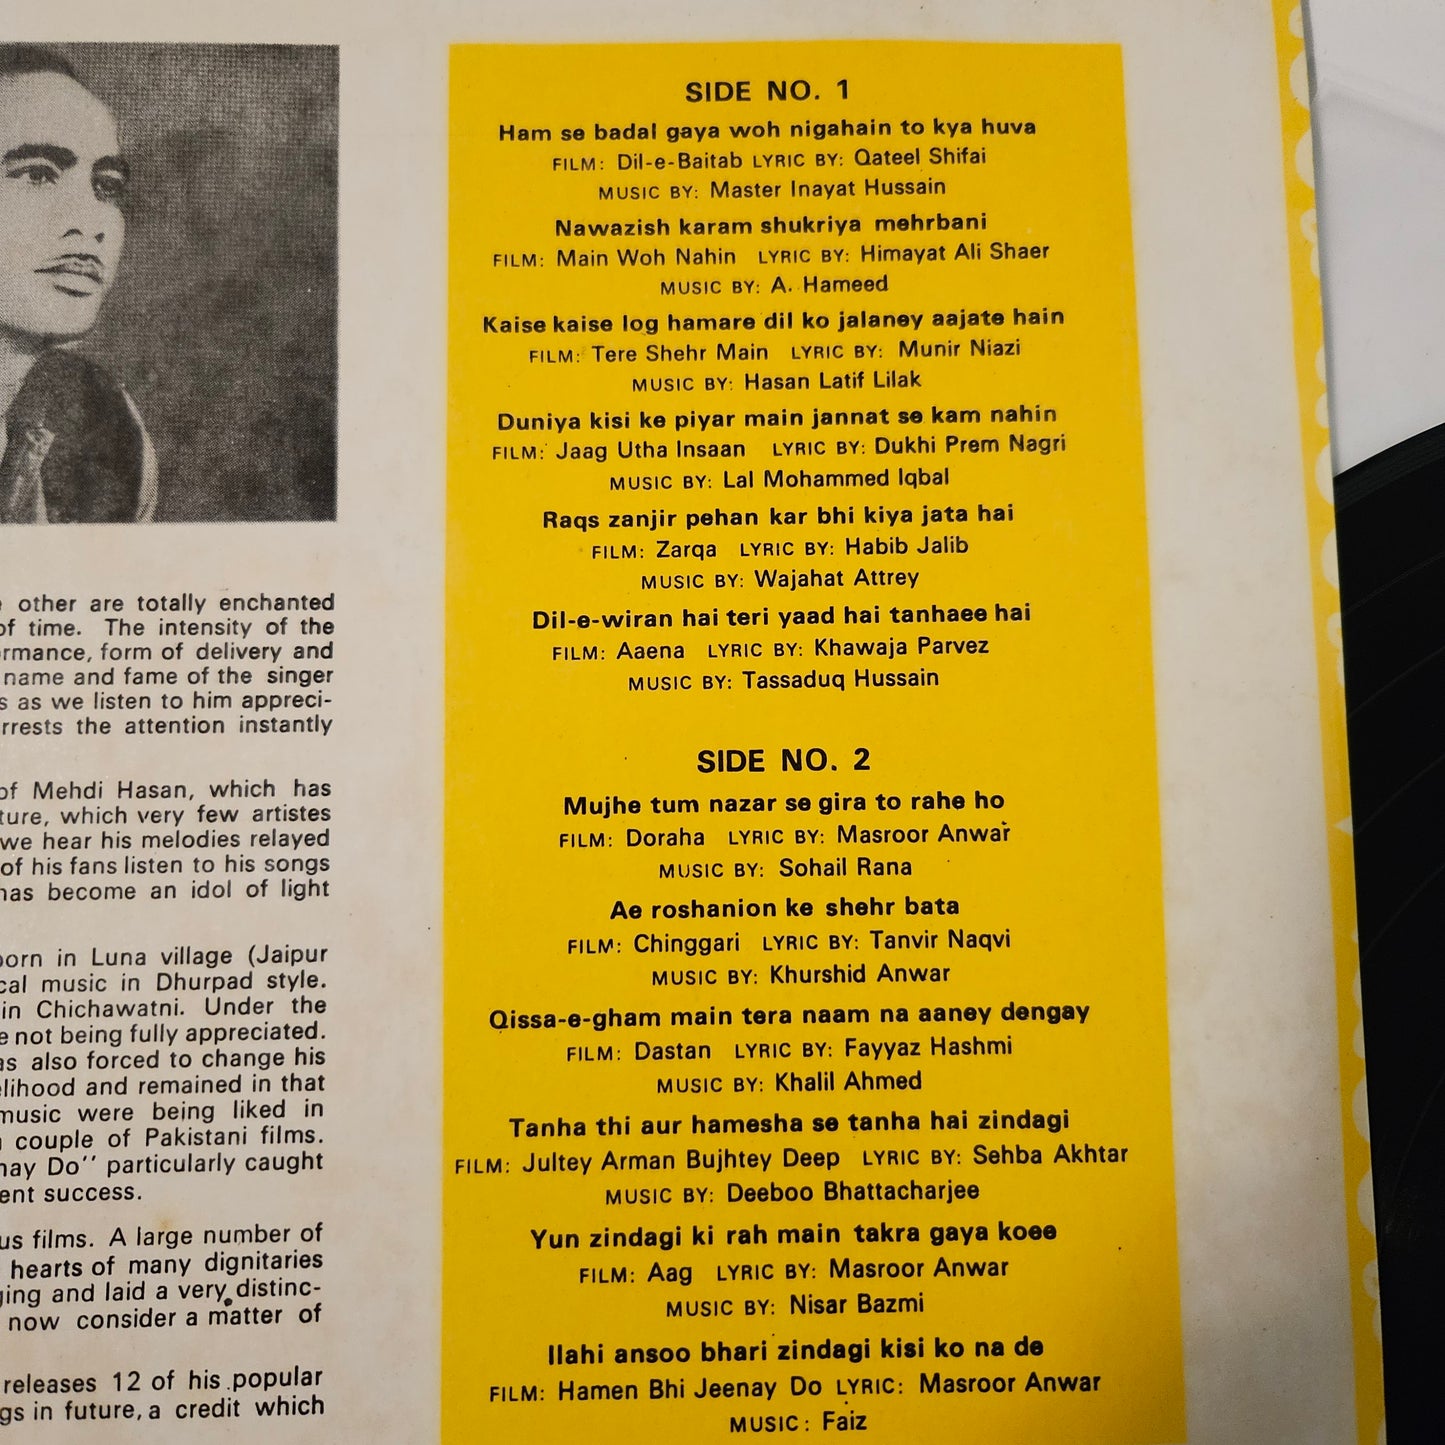 other are totally enchanted
of time. The intensity of the
rmance, form of delivery and
name and fame of the singer
s as we listen to him appreci-
rrests the attention instantly
of Mehdi Hasan, which has
ture, which very few artistes
we hear his melodies relayed
of his fans listen to his songs
has become an idol of light
born in Luna village (Jaipur
cal music in Dhurpad style.
in Chichawatni. Under the
e not being fully appreciated.
as also forced to change his
elihood and remained in that
music were being liked in
couple of Pakistani films.
nay Do'' particularly caught
ent success.
us films. A large number of
hearts of many dignitaries
ging and laid a very distinc-
now consider a matter of
releases 12 of his popular
gs in future, a credit which
SIDE NO. 1
Ham se badal gaya woh nigahain to kya huva
FILM: Dil-e-Baitab LYRIC BY: Qateel Shifai
MUSIC BY: Master Inayat Hussain
Nawazish karam shukriya mehrbani
FILM: Main Woh Nahin LYRIC BY: Himayat Ali Shaer
MUSIC BY: A. Hameed
Kaise kaise log hamare dil ko jalaney aajate hain
FILM: Tere Shehr Main LYRIC BY: Munir Niazi
MUSIC BY: Hasan Latif Lilak
Duniya kisi ke piyar main jannat se kam nahin
FILM: Jaag Utha Insaan LYRIC BY: Dukhi Prem Nagri
MUSIC BY: Lal Mohammed Iqbal
Raqs zanjir pehan kar bhi kiya jata hai
FILM: Zarqa LYRIC BY: Habib Jalib
MUSIC BY: Wajahat Attrey
Dil-e-wiran hai teri yaad hai tanhaee hai
FILM: Aaena LYRIC BY: Khawaja Parvez
MUSIC BY: Tassaduq Hussain
SIDE NO. 2
Mujhe tum nazar se gira to rahe ho
FILM: Doraha LYRIC BY: Masroor Anwar
MUSIC BY: Sohail Rana
Ae roshanion ke shehr bata
FILM: Chinggari LYRIC BY: Tanvir Naqvi
MUSIC BY: Khurshid Anwar
Qissa-e-gham main tera naam na aaney dengay
FILM: Dastan LYRIC BY: Fayyaz Hashmi
MUSIC BY: Khalil Ahmed
Tanha thi aur hamesha se tanha hai zindagi
FILM: Jultey Arman Bujhtey Deep LYRIC BY: Sehba Akhtar
MUSIC BY: Deeboo Bhattacharjee
Yun zindagi ki rah main takra gaya koee
FILM: Aag LYRIC BY: Masroor Anwar
MUSIC BY: Nisar Bazmi
Ilahi ansoo bhari zindagi kisi ko na de
FILM: Hamen Bhi Jeenay Do LYRIC: Masroor Anwar
MUSIC: Faiz